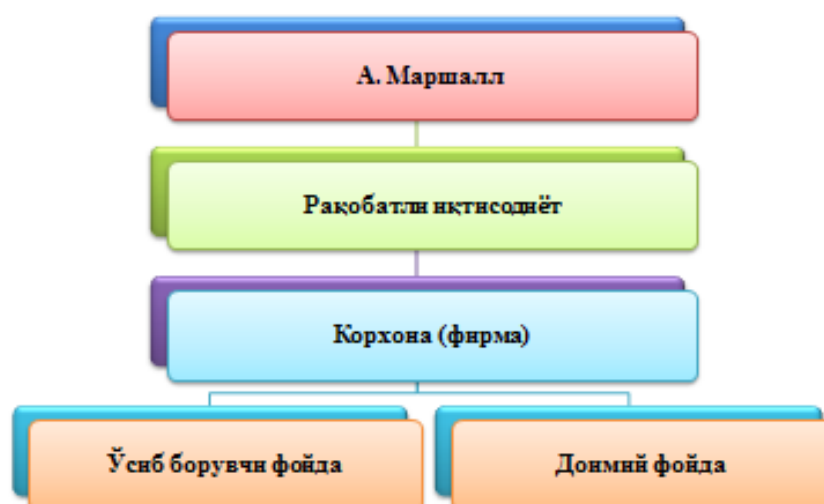 А. Маршалл
Рақобатли иқтисодиёт
Корхона (фирма)
Ўсиб борувчи фойда
Доимий фойда